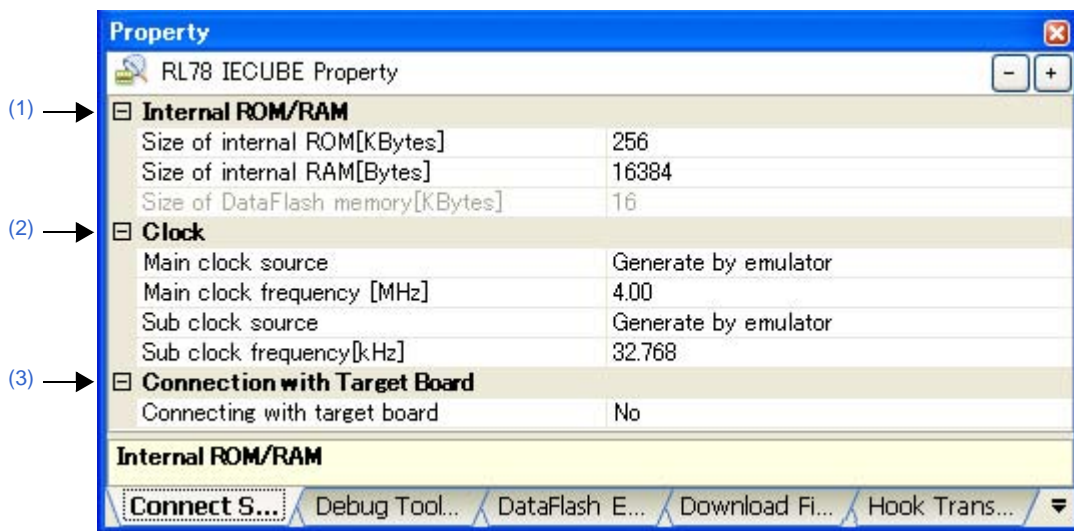 Property
RL78 IECUBE Property
- +
(1) Internal ROM/RAM
Size of internal ROM[KBytes] 256
Size of internal RAM[Bytes] 16384
Size of DataFlash memory[KBytes] 16
(2) Clock
Main clock source Generate by emulator
Main clock frequency [MHz] 4.00
Sub clock source Generate by emulator
Sub clock frequency[kHz] 32.768
(3) Connection with Target Board
Connecting with target board No
Internal ROM/RAM
Connect S... Debug Tool... DataFlash E... Download Fi... Hook Trans...